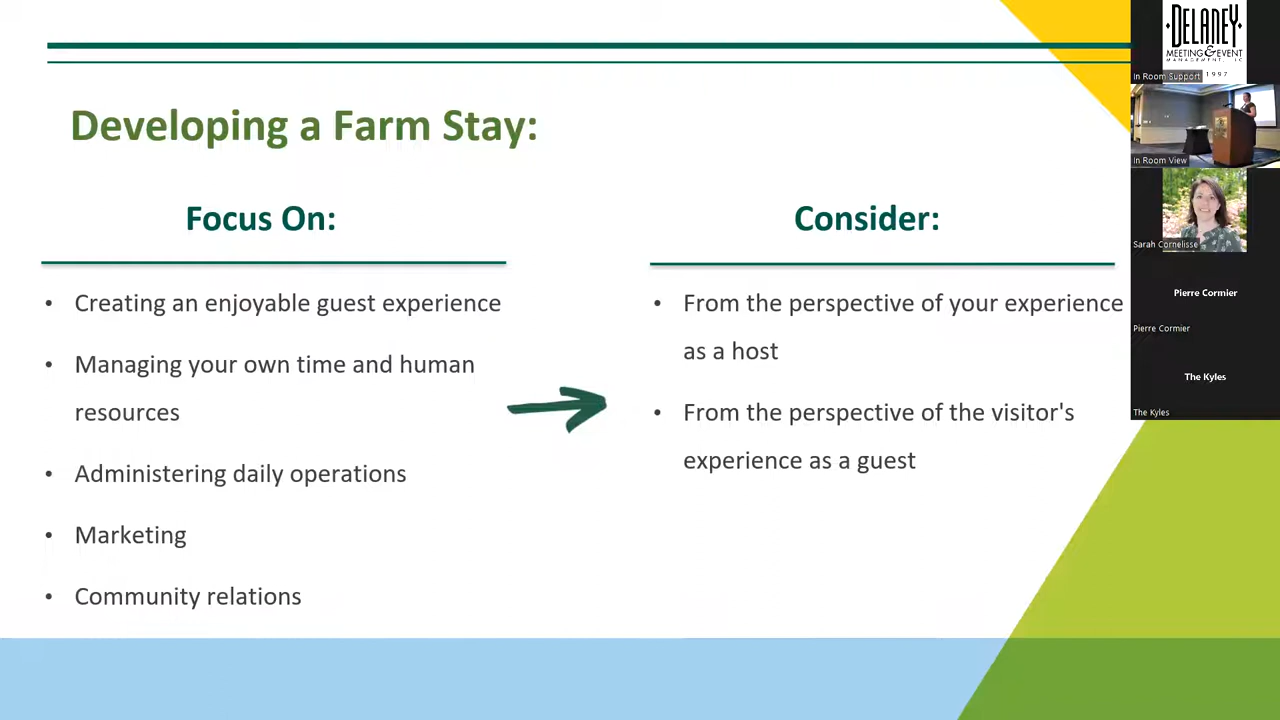 Developing a Farm Stay:
Focus On:
• Creating an enjoyable guest experience
• Managing your own time and human
resources
• Administering daily operations
• Marketing
• Community relations
Consider:
• From the perspective of your experience
as a host
• From the perspective of the visitor's
experience as a guest
DELANEY
MEETING & EVENT
1997
In Room Support
In Room View
Sarah Cornelisse
Pierre Cormier
Pierre Cormier
The Kyles
The Kyles